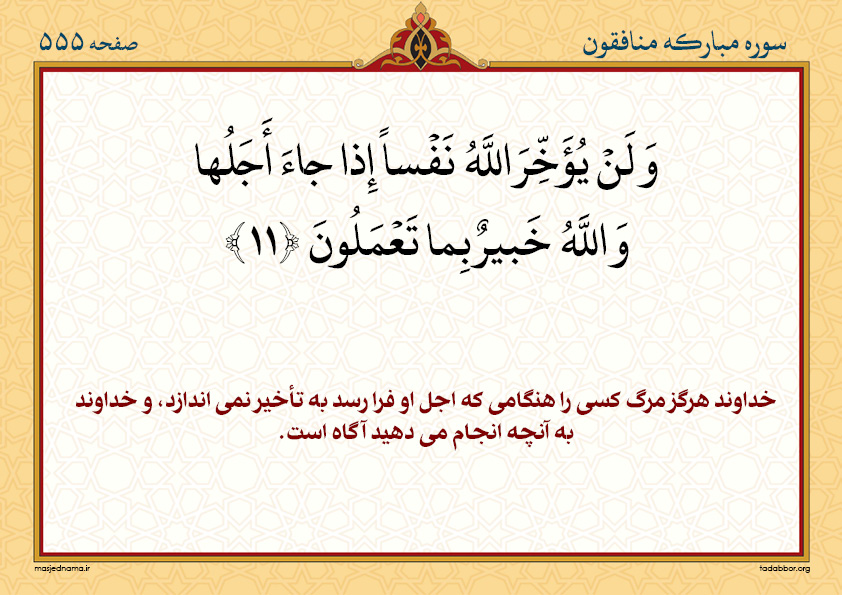 سوره مبارکه منافقون
صفحه ۵۵۵
وَ لَنْ يُؤَخِّرَ اللَّهُ نَفْساً إِذا جاءَ أَجَلُها
وَ اللَّهُ خَبيرٌ بِما تَعْمَلُونَ ﴿۱۱﴾
خداوند هرگز مرگ کسی را هنگامی که اجل او فرا رسد به تأخیر نمی اندازد، و خداوند
به آنچه انجام می دهید آگاه است.
masjednama.ir
tadabbor.org